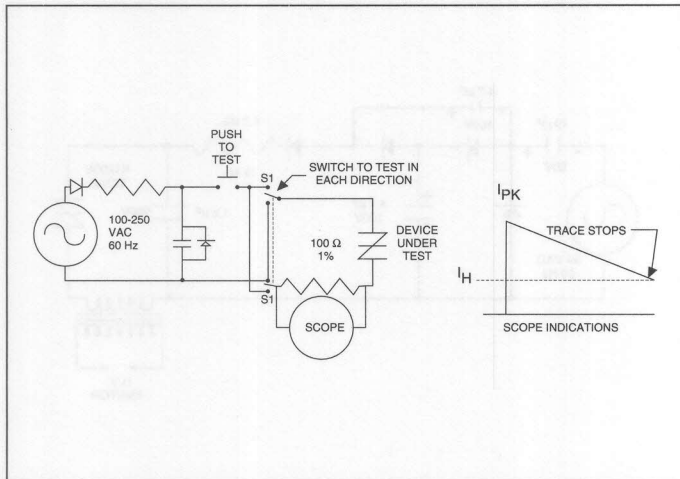 PUSH
TO
TEST
S1
SWITCH TO TEST IN
EACH DIRECTION
100-250
VAC
60 Hz
100 Ω
1%
DEVICE
UNDER
TEST
S1
SCOPE
IPK
TRACE STOPS
IH
SCOPE INDICATIONS